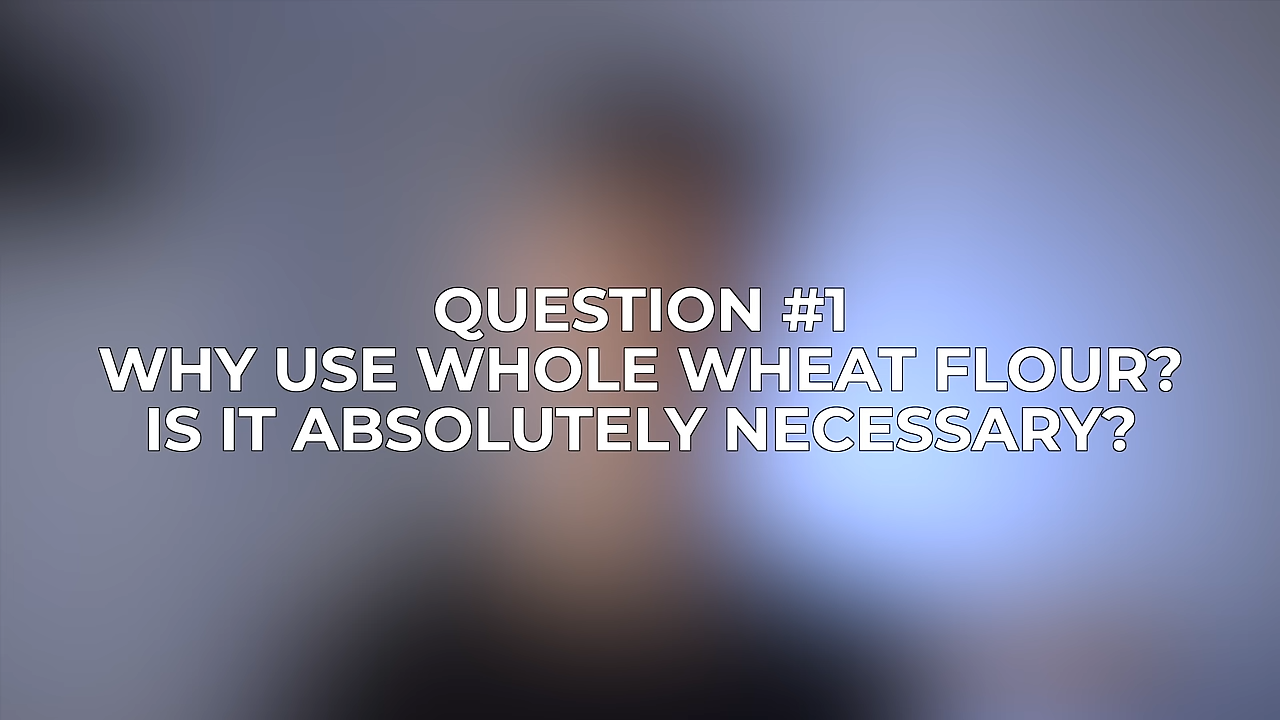 QUESTION #1
WHY USE WHOLE WHEAT FLOUR?
IS IT ABSOLUTELY NECESSARY?